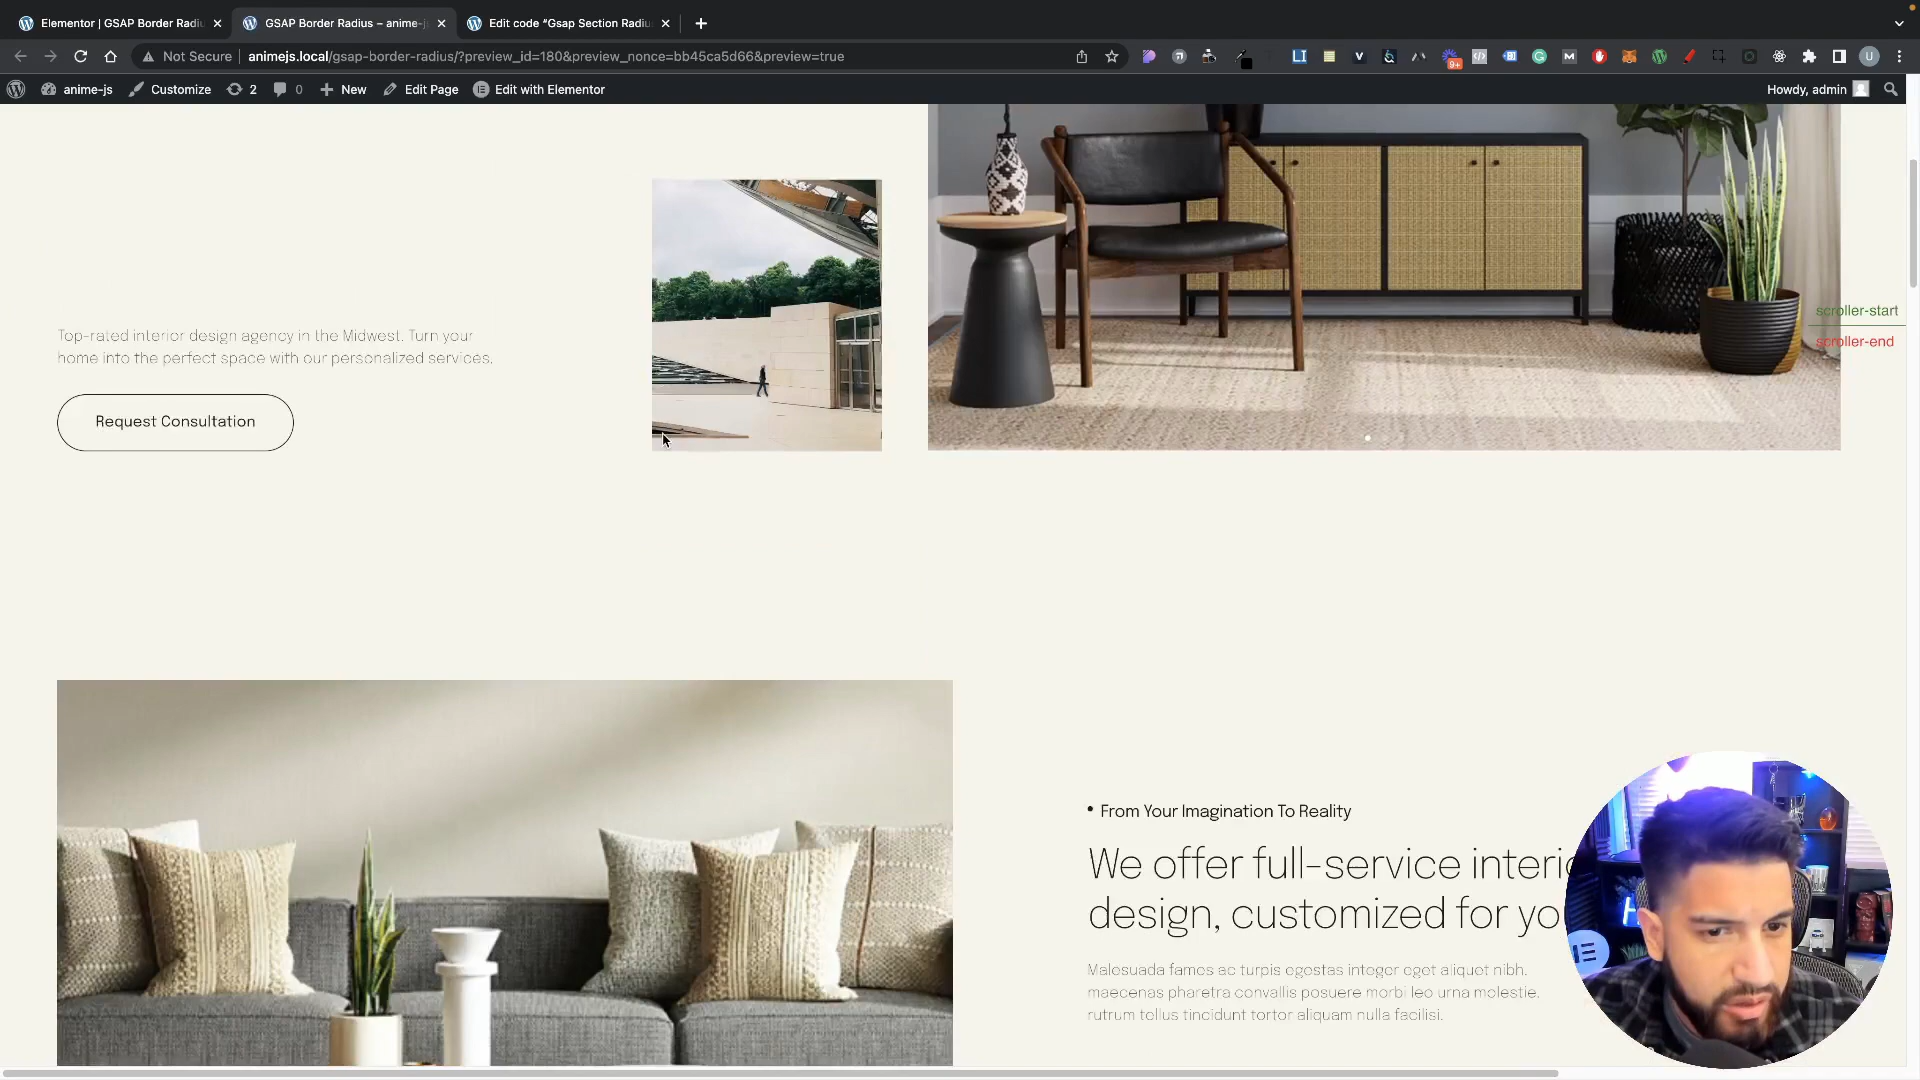 Elementor | GSAP Border Radi
GSAP Border Radius – anime-j
Edit code "Gsap Section Radiu
Not Secure
animejs.local/gsap-border-radius/?preview_id=180&preview_nonce=bb45ca5d66&preview=true
9+
anime-js
Customize
2
0
New
Edit Page
Edit with Elementor
Howdy, admin
scroller-start
scroller-end
Top-rated interior design agency in the Midwest. Turn your
home into the perfect space with our personalized services.
Request Consultation
• From Your Imagination To Reality
We offer full-service interio
design, customized for yo
Malesuada fames ac turpis egestas integer eget aliquet nibh.
maecenas pharetra convallis posuere morbi leo urna molestie.
rutrum tellus tincidunt tortor aliquam nulla facilisi.